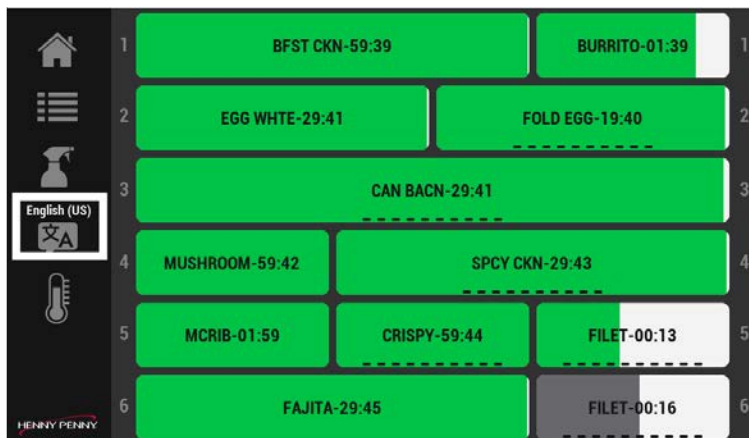 1 BFST CKN-59:39 BURRITO-01:39 1
2 EGG WHTE-29:41 FOLD EGG-19:40 2
3 CAN BACN-29:41 3
English (US)
文A
4 MUSHROOM-59:42 SPCY CKN-29:43 4
5 MCRIB-01:59 CRISPY-59:44 FILET-00:13 5
6 FAJITA-29:45 FILET-00:16 6
HENNY PENNY